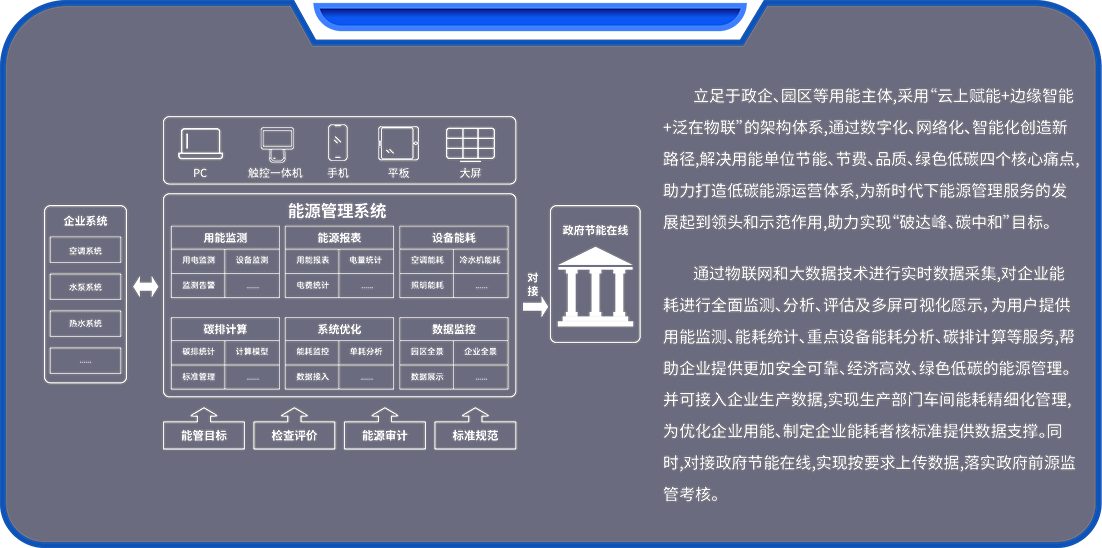 PC
触控一体机
手机
平板
大屏
企业系统
空调系统
水泵系统
热水系统
......
能源管理系统
用能监测
用电监测
设备监测
监测告警
......
能源报表
用能报表
电量统计
电费统计
......
设备能耗
空调能耗
冷水机能耗
照明能耗
......
碳排计算
碳排统计
计算模型
标准管理
......
系统优化
能耗监控
单耗分析
数据接入
......
数据监控
园区全景
企业全景
数据展示
......
能管目标
检查评价
能源审计
标准规范
对接
政府节能在线
立足于政企、园区等用能主体,采用“云上赋能+边缘智能
+泛在物联”的架构体系,通过数字化、网络化、智能化创造新
路径,解决用能单位节能、节费、品质、绿色低碳四个核心痛点,
助力打造低碳能源运营体系,为新时代下能源管理服务的发
展起到领头和示范作用,助力实现“破达峰、碳中和”目标。
通过物联网和大数据技术进行实时数据采集,对企业能
耗进行全面监测、分析、评估及多屏可视化愿示，为用户提供
用能监测、能耗统计、重点设备能耗分析、碳排计算等服务,帮
助企业提供更加安全可靠、经济高效、绿色低碳的能源管理。
并可接入企业生产数据,实现生产部门车间能耗精细化管理,
为优化企业用能、制定企业能耗者核标准提供数据支撑。同
时,对接政府节能在线,实现按要求上传数据,落实政府前源监
管考核。